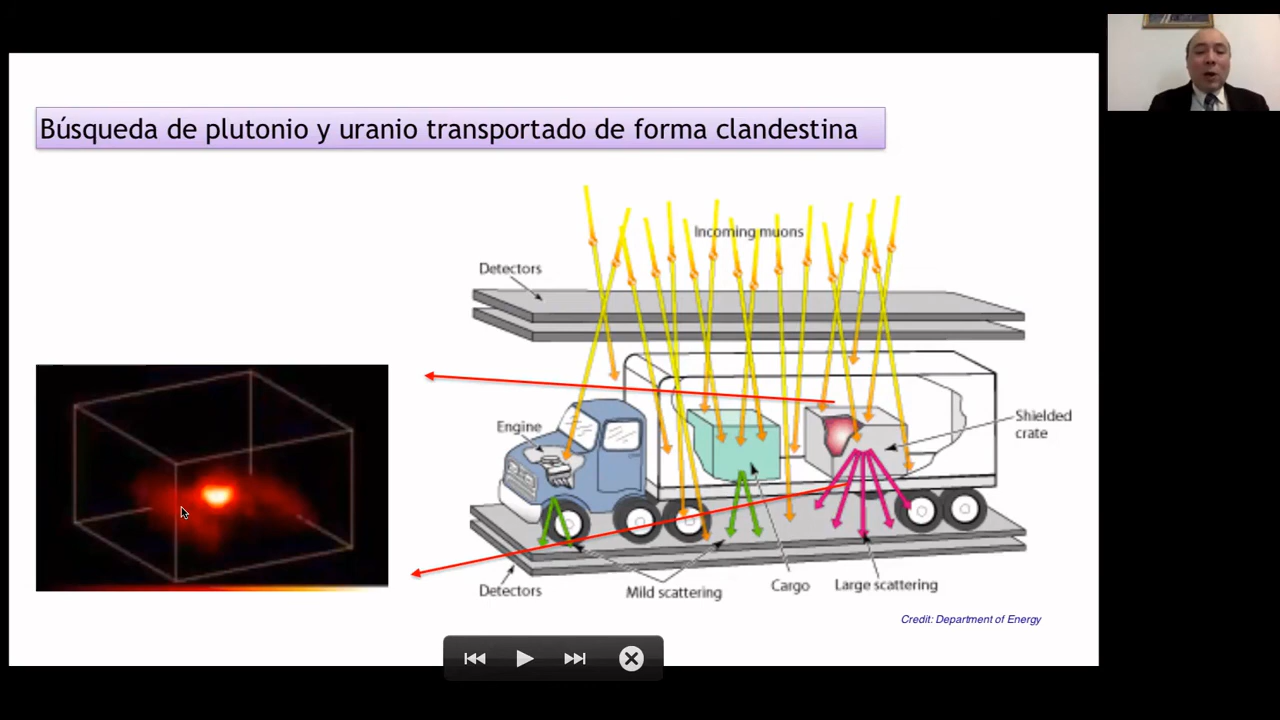 Búsqueda de plutonio y uranio transportado de forma clandestina
Incoming muons
Detectors
Engine
Shielded
crate
Detectors
Mild scattering
Cargo
Large scattering
Credit: Department of Energy